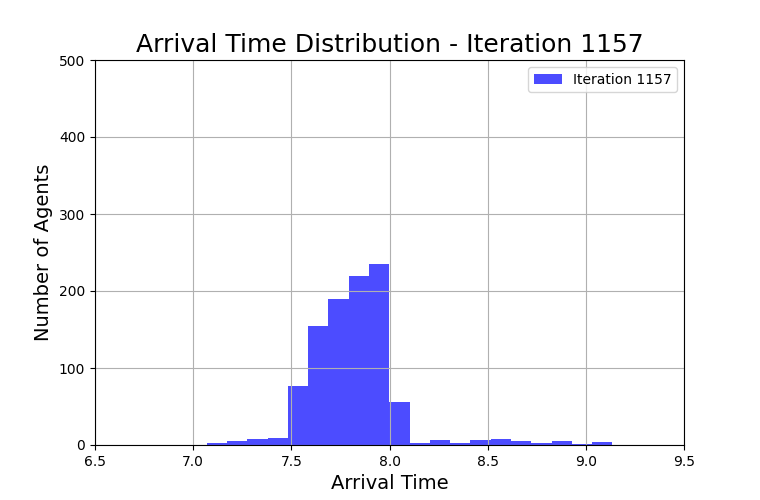 Arrival Time Distribution - Iteration 1157
Iteration 1157
Number of Agents
500
400
300
200
100
0
6.5 7.0 7.5 8.0 8.5 9.0 9.5
Arrival Time